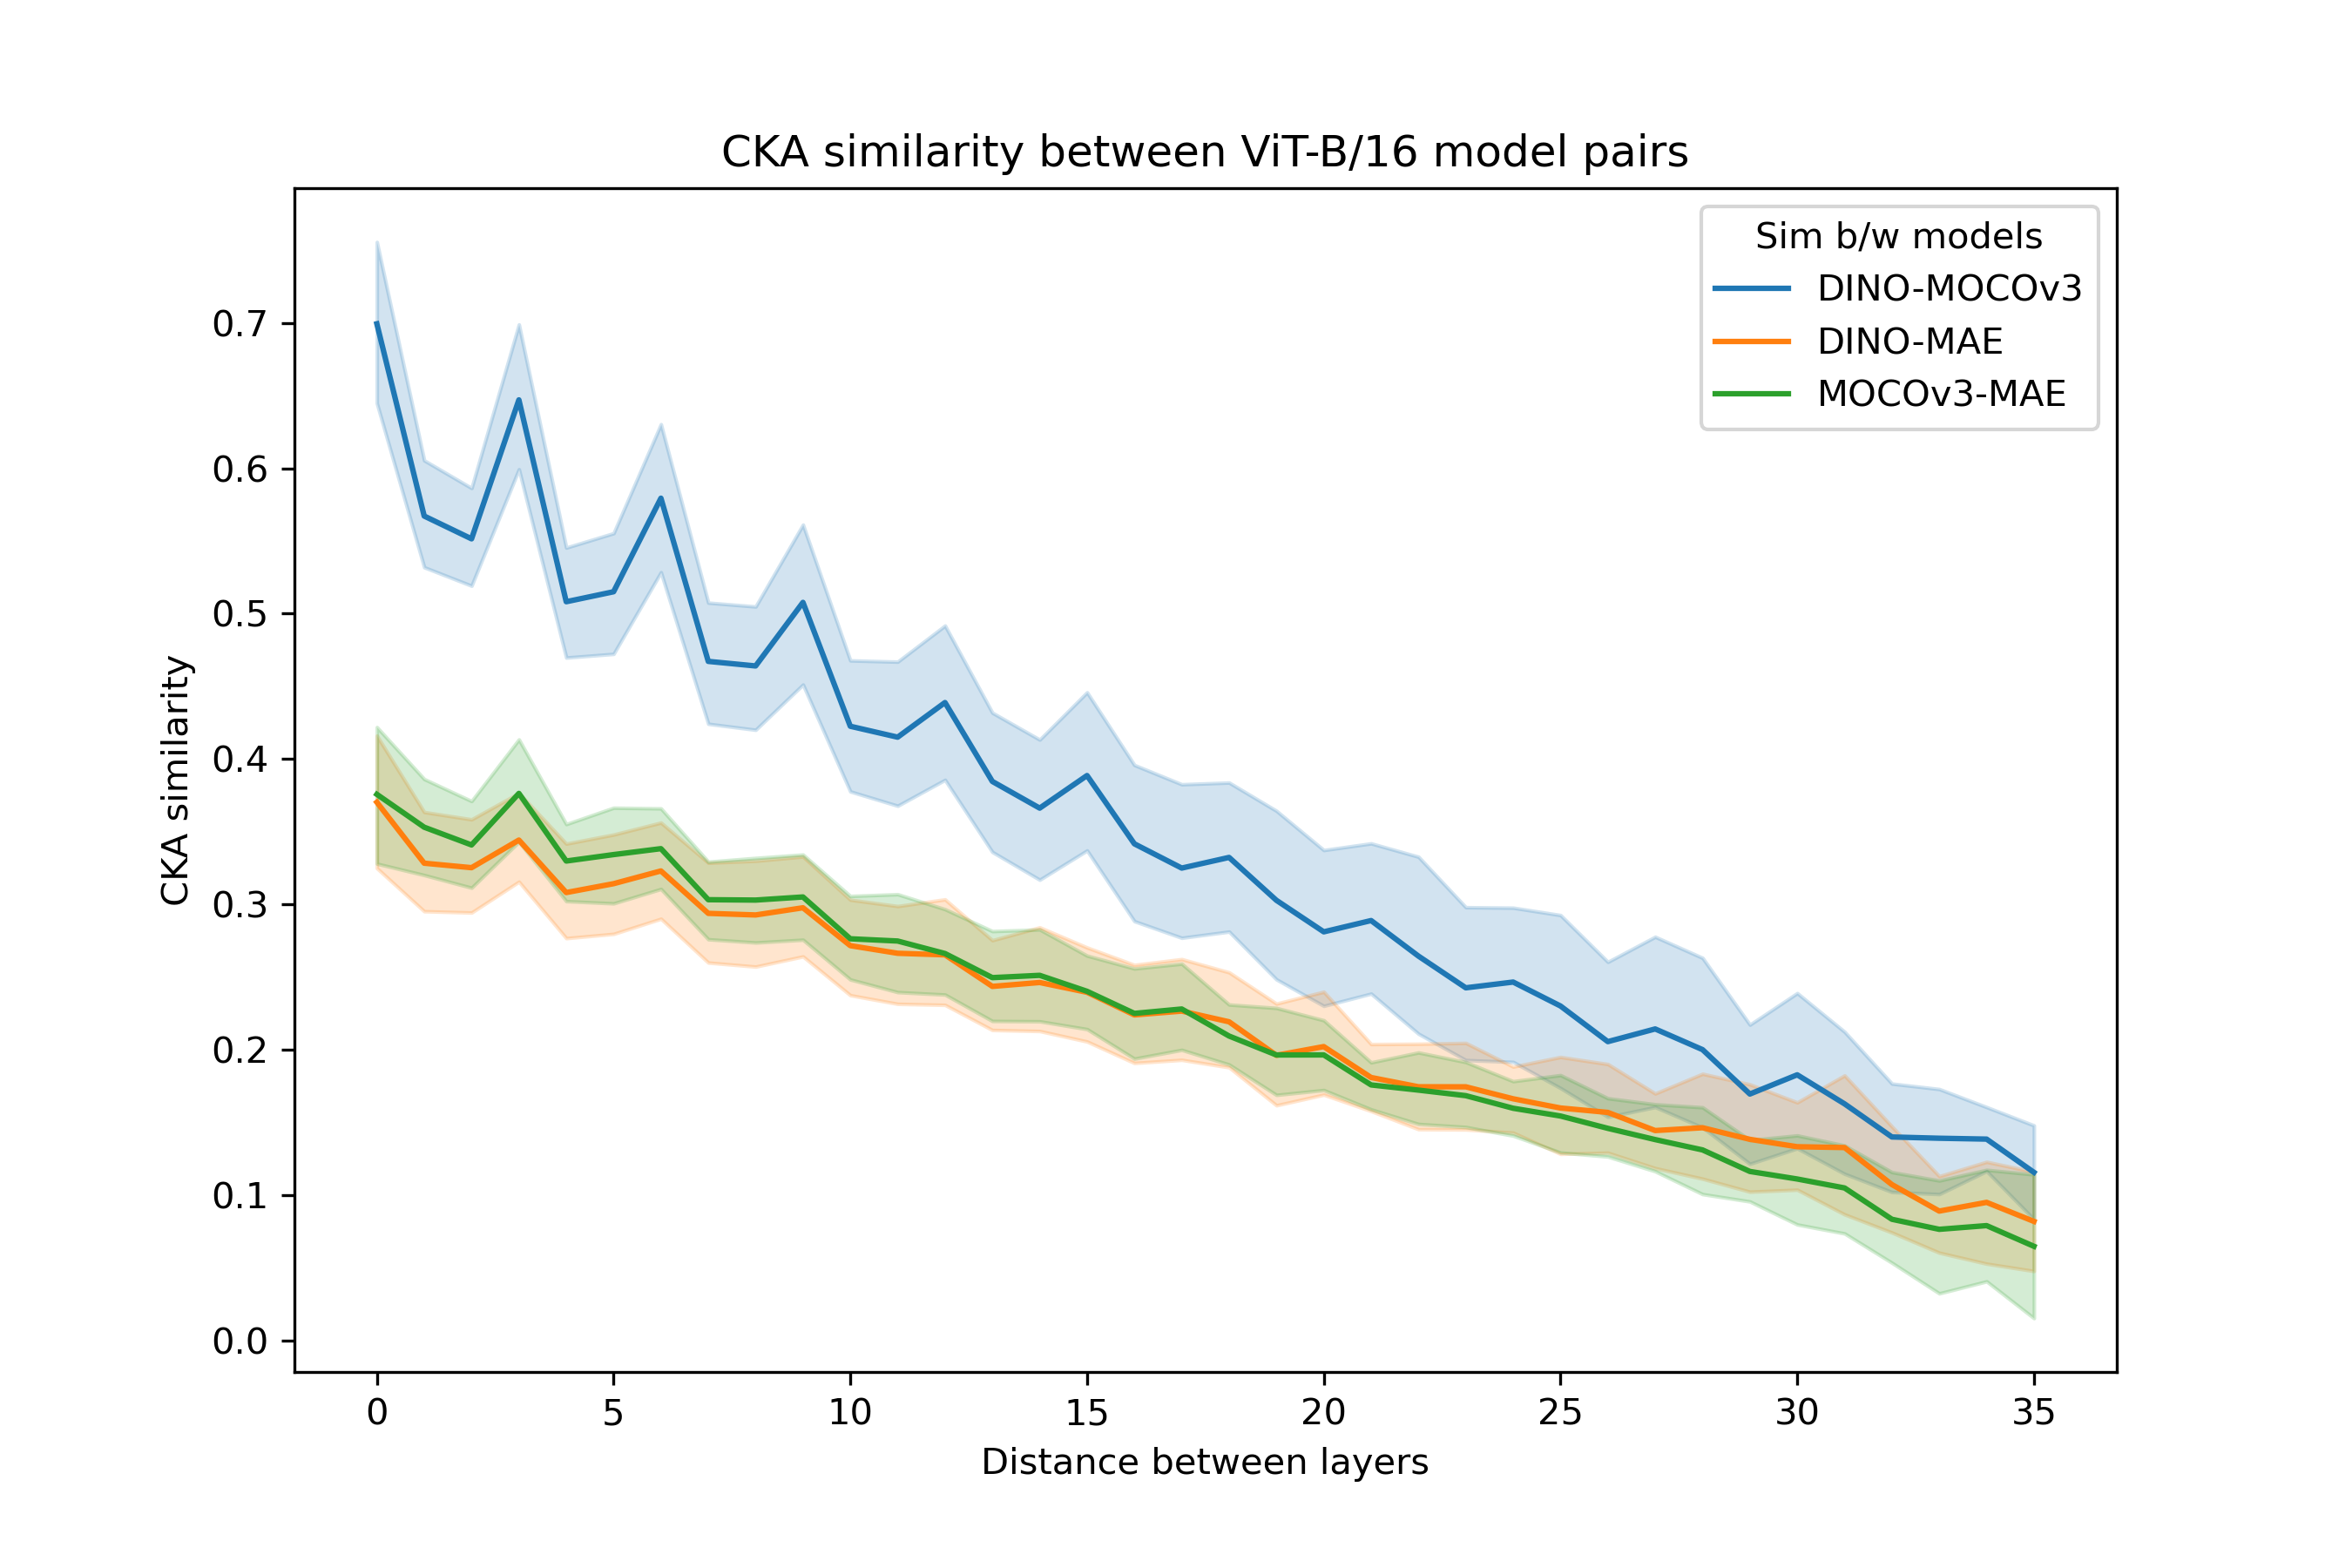 CKA similarity between ViT-B/16 model pairs
Sim b/w models
DINO-MOCOv3
DINO-MAE
MOCOv3-MAE
CKA similarity
0.7
0.6
0.5
0.4
0.3
0.2
0.1
0.0
0 5 10 15 20 25 30 35
Distance between layers